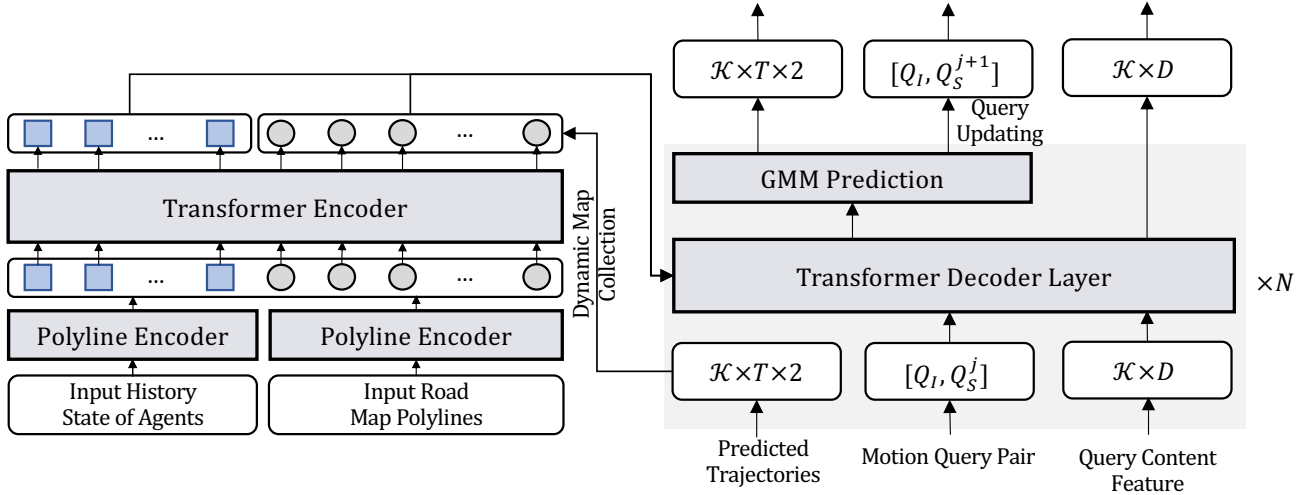 𝒦×T×2
[Q_I, Q_S^{j+1}]
𝒦×D
Query
Updating
... ...
GMM Prediction
Transformer Encoder
Dynamic Map
Collection
Transformer Decoder Layer
×N
... ...
Polyline Encoder
Polyline Encoder
𝒦×T×2
[Q_I, Q_S^j]
𝒦×D
Input History
State of Agents
Input Road
Map Polylines
Predicted
Trajectories
Motion Query Pair
Query Content
Feature